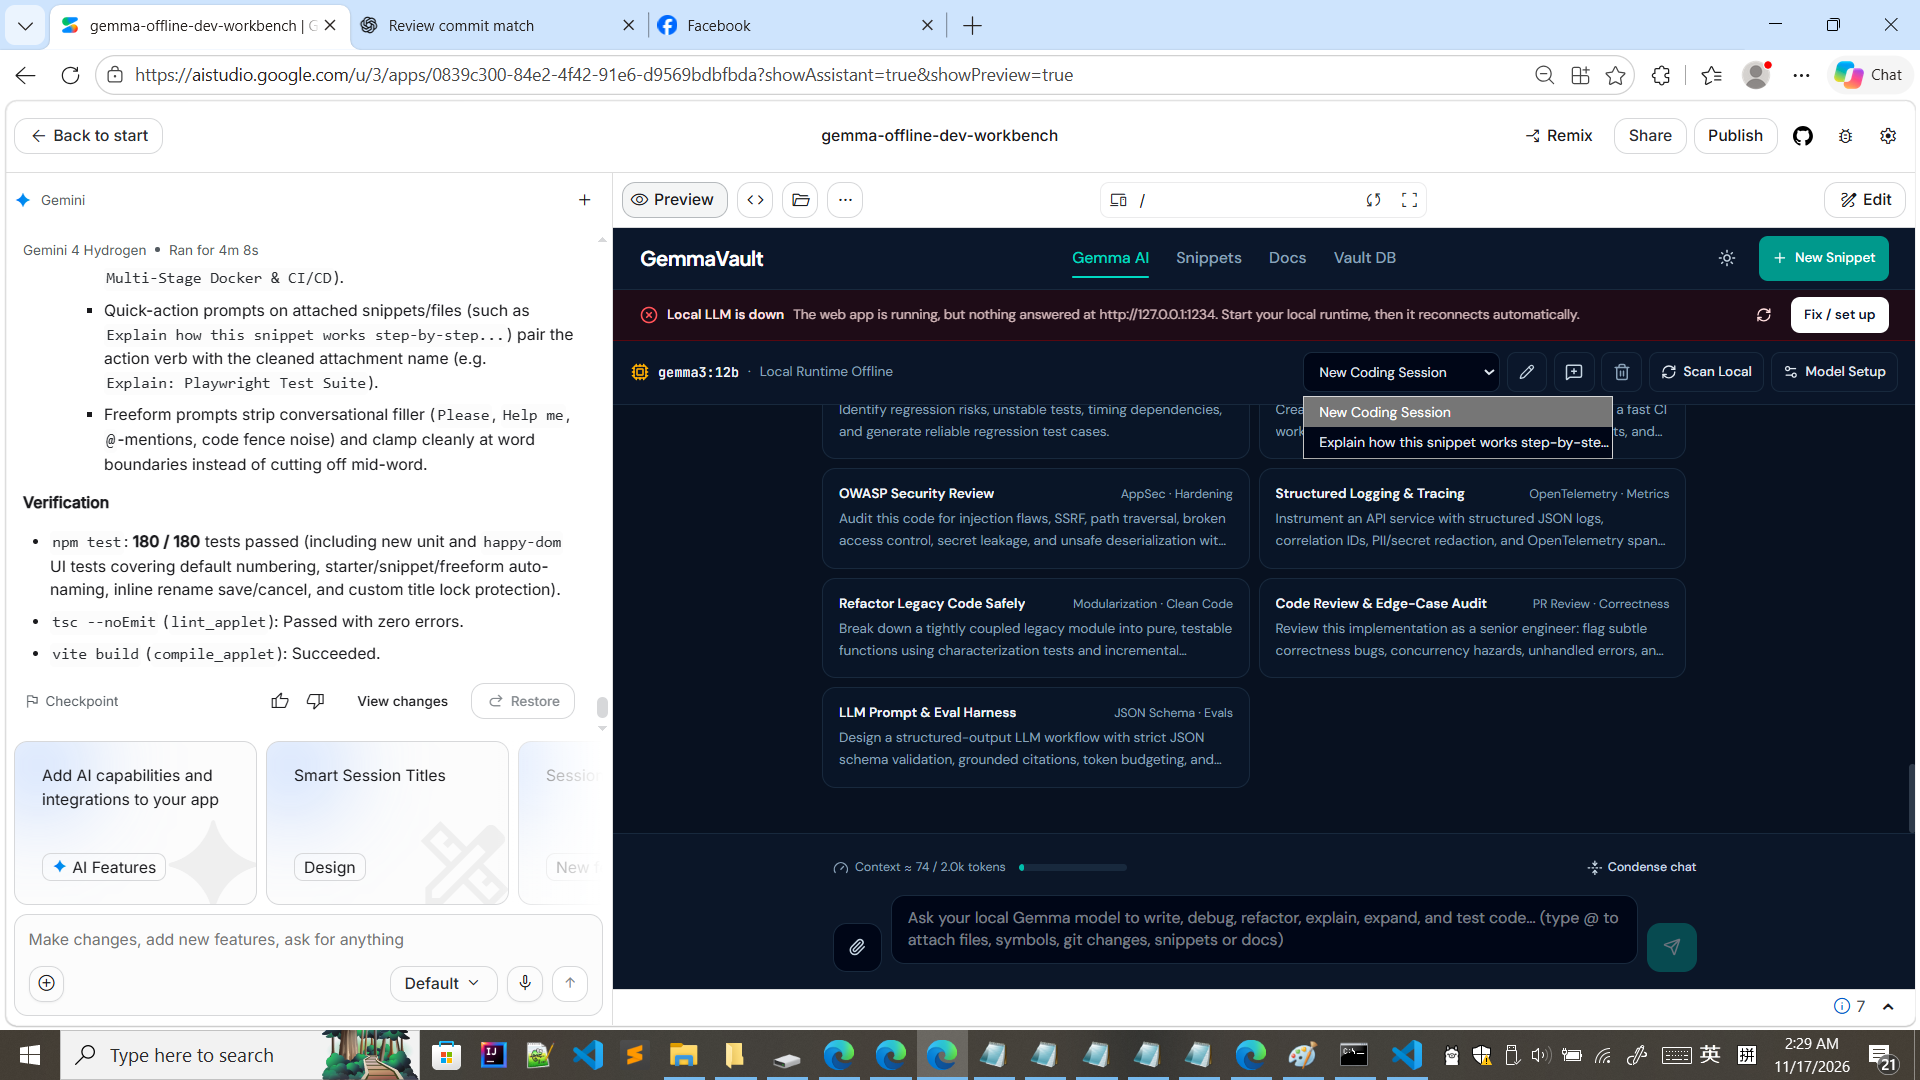 gemma-offline-dev-workbench | G
Review commit match
Facebook
https://aistudio.google.com/u/3/apps/0839c300-84e2-4f42-91e6-d9569bdbfbda?showAssistant=true&showPreview=true
Chat
Back to start
gemma-offline-dev-workbench
Remix
Share
Publish
Gemini
Gemini 4 Hydrogen • Ran for 4m 8s
Multi-Stage Docker & CI/CD).
Quick-action prompts on attached snippets/files (such as
Explain how this snippet works step-by-step...) pair the
action verb with the cleaned attachment name (e.g.
Explain: Playwright Test Suite).
Freeform prompts strip conversational filler (Please, Help me,
@-mentions, code fence noise) and clamp cleanly at word
boundaries instead of cutting off mid-word.
Verification
npm test: 180 / 180 tests passed (including new unit and happy-dom
UI tests covering default numbering, starter/snippet/freeform auto-
naming, inline rename save/cancel, and custom title lock protection).
tsc --noEmit (lint_applet): Passed with zero errors.
vite build (compile_applet): Succeeded.
Checkpoint
View changes
Restore
Add AI capabilities and
integrations to your app
AI Features
Smart Session Titles
Design
Session
New
Make changes, add new features, ask for anything
Default
Preview
/
Edit
GemmaVault
Gemma AI
Snippets
Docs
Vault DB
New Snippet
Local LLM is down The web app is running, but nothing answered at http://127.0.0.1:1234. Start your local runtime, then it reconnects automatically.
Fix / set up
gemma3:12b · Local Runtime Offline
New Coding Session
Scan Local
Model Setup
New Coding Session
Explain how this snippet works step-by-ste...
Identify regression risks, unstable tests, timing dependencies,
and generate reliable regression test cases.
Crea
a fast CI
work
ts, and...
OWASP Security Review
AppSec · Hardening
Audit this code for injection flaws, SSRF, path traversal, broken
access control, secret leakage, and unsafe deserialization wit...
Structured Logging & Tracing
OpenTelemetry · Metrics
Instrument an API service with structured JSON logs,
correlation IDs, PII/secret redaction, and OpenTelemetry span...
Refactor Legacy Code Safely
Modularization · Clean Code
Break down a tightly coupled legacy module into pure, testable
functions using characterization tests and incremental...
Code Review & Edge-Case Audit
PR Review · Correctness
Review this implementation as a senior engineer: flag subtle
correctness bugs, concurrency hazards, unhandled errors, an...
LLM Prompt & Eval Harness
JSON Schema · Evals
Design a structured-output LLM workflow with strict JSON
schema validation, grounded citations, token budgeting, and...
Context ≈ 74 / 2.0k tokens
Condense chat
Ask your local Gemma model to write, debug, refactor, explain, expand, and test code... (type @ to
attach files, symbols, git changes, snippets or docs)
7
Type here to search
英
拼
2:29 AM
11/17/2026
21